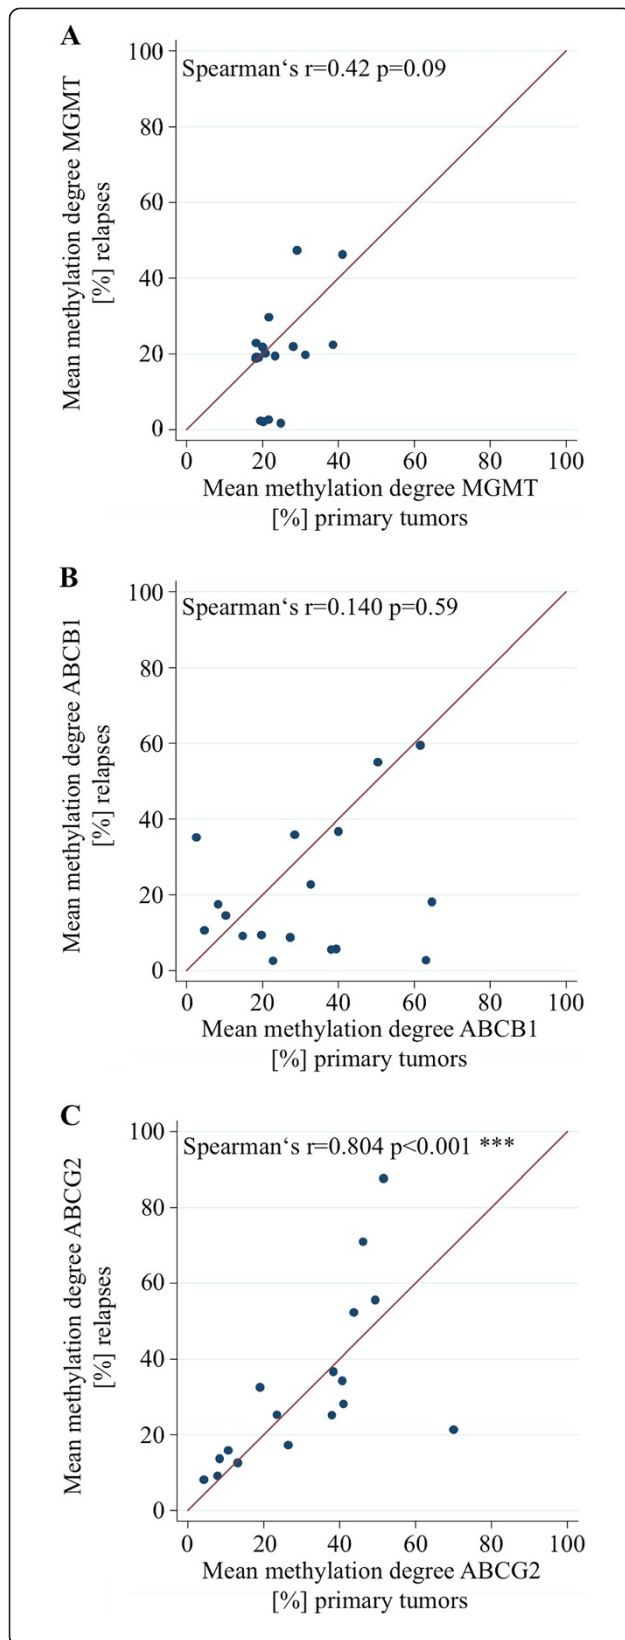 A
Spearman‘s r=0.42 p=0.09
Mean methylation degree MGMT
[%] relapses
100
80
60
40
20
0
0 20 40 60 80 100
Mean methylation degree MGMT
[%] primary tumors
B
Spearman‘s r=0.140 p=0.59
Mean methylation degree ABCB1
[%] relapses
100
80
60
40
20
0
0 20 40 60 80 100
Mean methylation degree ABCB1
[%] primary tumors
C
Spearman‘s r=0.804 p<0.001 ***
Mean methylation degree ABCG2
[%] relapses
100
80
60
40
20
0
0 20 40 60 80 100
Mean methylation degree ABCG2
[%] primary tumors